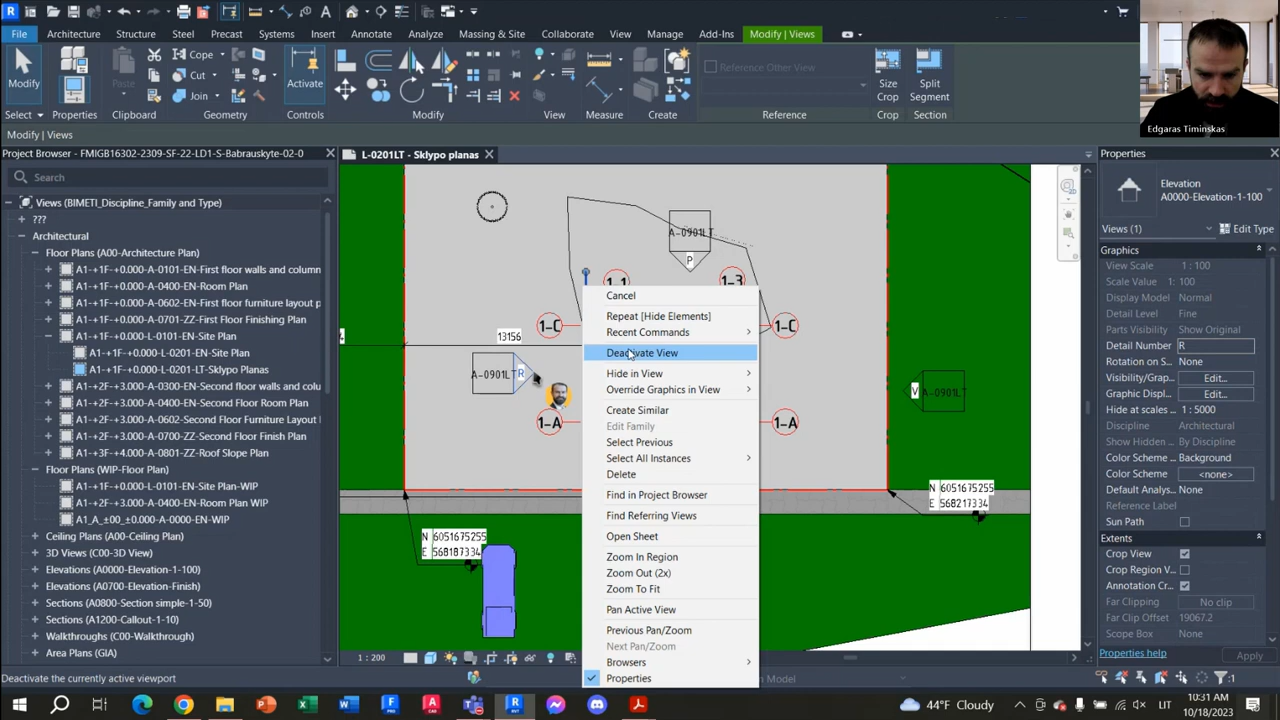 File
Architecture
Structure
Steel
Precast
Systems
Insert
Annotate
Analyze
Massing & Site
Collaborate
View
Manage
Add-Ins
Modify | Views
Modify
Cope
Cut
Join
Activate
Reference Other View
Size Crop
Split Segment
Select
Properties
Clipboard
Geometry
Controls
Modify
View
Measure
Create
Reference
Crop
Section
Edgaras Timinskas
Modify | Views
Project Browser - FMIGB16302-2309-SF-22-LD1-S-Babrauskyte-02-0
Search
Views (BIMETI_Discipline_Family and Type)
???
Architectural
Floor Plans (A00-Architecture Plan)
A1-+1F-+0.000-A-0101-EN-First floor walls and column
A1-+1F-+0.000-A-0400-EN-Room Plan
A1-+1F-+0.000-A-0602-EN-First floor furniture layout p
A1-+1F-+0.000-A-0701-ZZ-Floor Finishing Plan
A1-+1F-+0.000-L-0201-EN-Site Plan
A1-+1F-+0.000-L-0201-EN-Site Plan
A1-+1F-+0.000-L-0201-LT-Sklypo Planas
A1-+2F-+3.000-A-0300-EN-Second floor walls and colum
A1-+2F-+3.000-A-0403-EN-Second floor Room Plan
A1-+2F-+3.000-A-0602-EN-Second Floor Furniture Layout
A1-+2F-+3.000-A-0700-ZZ-Second Floor Finish Plan
A1-+2F-+3.000-A-0801-ZZ-Roof Slope Plan
Floor Plans (WIP-Floor Plan)
A1-+1F-+0.000-L-0101-EN-Site Plan-WIP
A1-+2F-+3.000-A-0400-EN-Room Plan WIP
A1_A_±00_±0.000-A-0000-EN-WIP
Ceiling Plans (A00-Ceiling Plan)
3D Views (C00-3D View)
Elevations (A0000-Elevation-1-100)
Elevations (A0700-Elevation-Finish)
Sections (A0800-Section simple-1-50)
Sections (A1200-Callout-1-10)
Walkthroughs (C00-Walkthrough)
Area Plans (GIA)
L-0201LT - Sklypo planas
A-0901LT
P
1-1
1-3
1-C
1-C
13156
A-0901LT
R
V
A-0901LT
1-A
1-A
N 6051675255
E 568187334
N 6051675255
E 568217334
Cancel
Repeat [Hide Elements]
Recent Commands
Deactivate View
Hide in View
Override Graphics in View
Create Similar
Edit Family
Select Previous
Select All Instances
Delete
Find in Project Browser
Find Referring Views
Open Sheet
Zoom In Region
Zoom Out (2x)
Zoom To Fit
Pan Active View
Previous Pan/Zoom
Next Pan/Zoom
Browsers
Properties
Properties
Elevation
A0000-Elevation-1-100
Views (1)
Edit Type
Graphics
View Scale 1 : 100
Scale Value 1: 100
Display Model Normal
Detail Level Fine
Parts Visibility Show Original
Detail Number R
Rotation on S... None
Visibility/Grap... Edit...
Graphic Displ... Edit...
Hide at scales ... 1 : 5000
Discipline Architectural
Show Hidden ... By Discipline
Color Scheme ... Background
Color Scheme <none>
Default Analys... None
Reference Label
Sun Path
Extents
Crop View
Crop Region V...
Annotation Cr...
Far Clipping No clip
Far Clip Offset 19067.2
Scope Box None
Properties help
Apply
1 : 200
Deactivate the currently active viewport
n Model
:1
44°F Cloudy
LIT
10:31 AM
10/18/2023